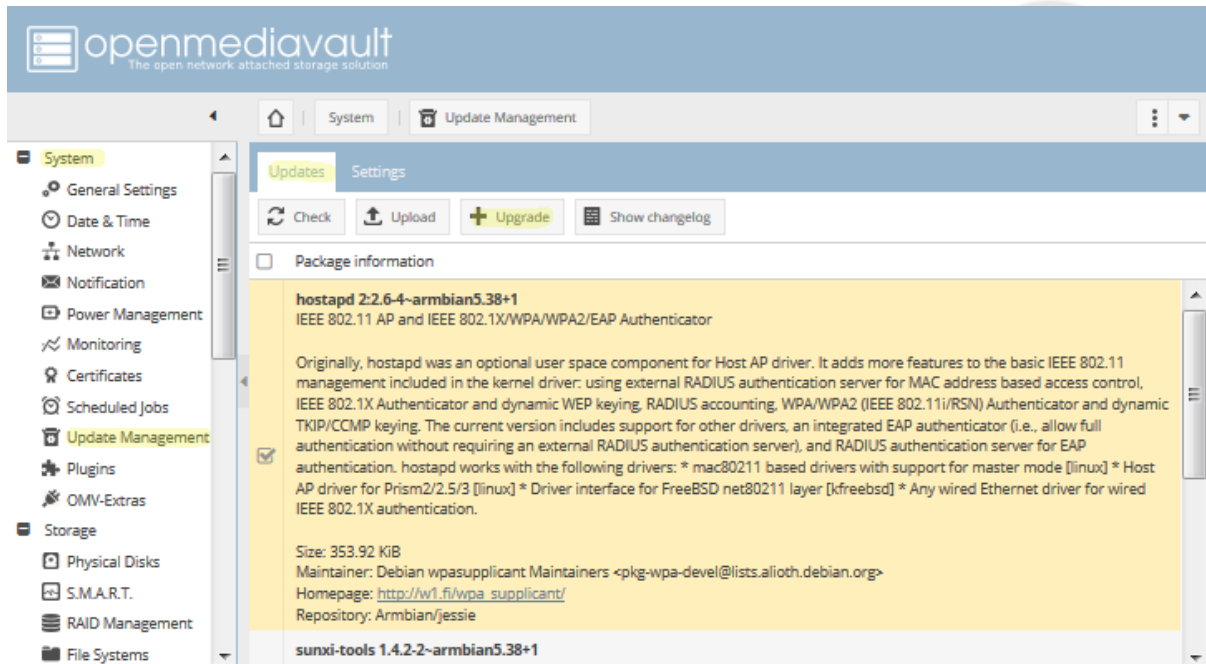 openmediavault
The open network attached storage solution
System
Update Management
System
General Settings
Date & Time
Network
Notification
Power Management
Monitoring
Certificates
Scheduled Jobs
Update Management
Plugins
OMV-Extras
Storage
Physical Disks
S.M.A.R.T.
RAID Management
File Systems
Updates
Settings
Check
Upload
Upgrade
Show changelog
Package information
hostapd 2:2.6-4~armbian5.38+1
IEEE 802.11 AP and IEEE 802.1X/WPA/WPA2/EAP Authenticator
Originally, hostapd was an optional user space component for Host AP driver. It adds more features to the basic IEEE 802.11
management included in the kernel driver: using external RADIUS authentication server for MAC address based access control,
IEEE 802.1X Authenticator and dynamic WEP keying, RADIUS accounting, WPA/WPA2 (IEEE 802.11i/RSN) Authenticator and dynamic
TKIP/CCMP keying. The current version includes support for other drivers, an integrated EAP authenticator (i.e., allow full
authentication without requiring an external RADIUS authentication server), and RADIUS authentication server for EAP
authentication. hostapd works with the following drivers: * mac80211 based drivers with support for master mode [linux] * Host
AP driver for Prism2/2.5/3 [linux] * Driver interface for FreeBSD net80211 layer [kfreebsd] * Any wired Ethernet driver for wired
IEEE 802.1X authentication.
Size: 353.92 KiB
Maintainer: Debian wpasupplicant Maintainers <pkg-wpa-devel@lists.alioth.debian.org>
Homepage: http://w1.fi/wpa_supplicant/
Repository: Armbian/jessie
sunxi-tools 1.4.2-2~armbian5.38+1